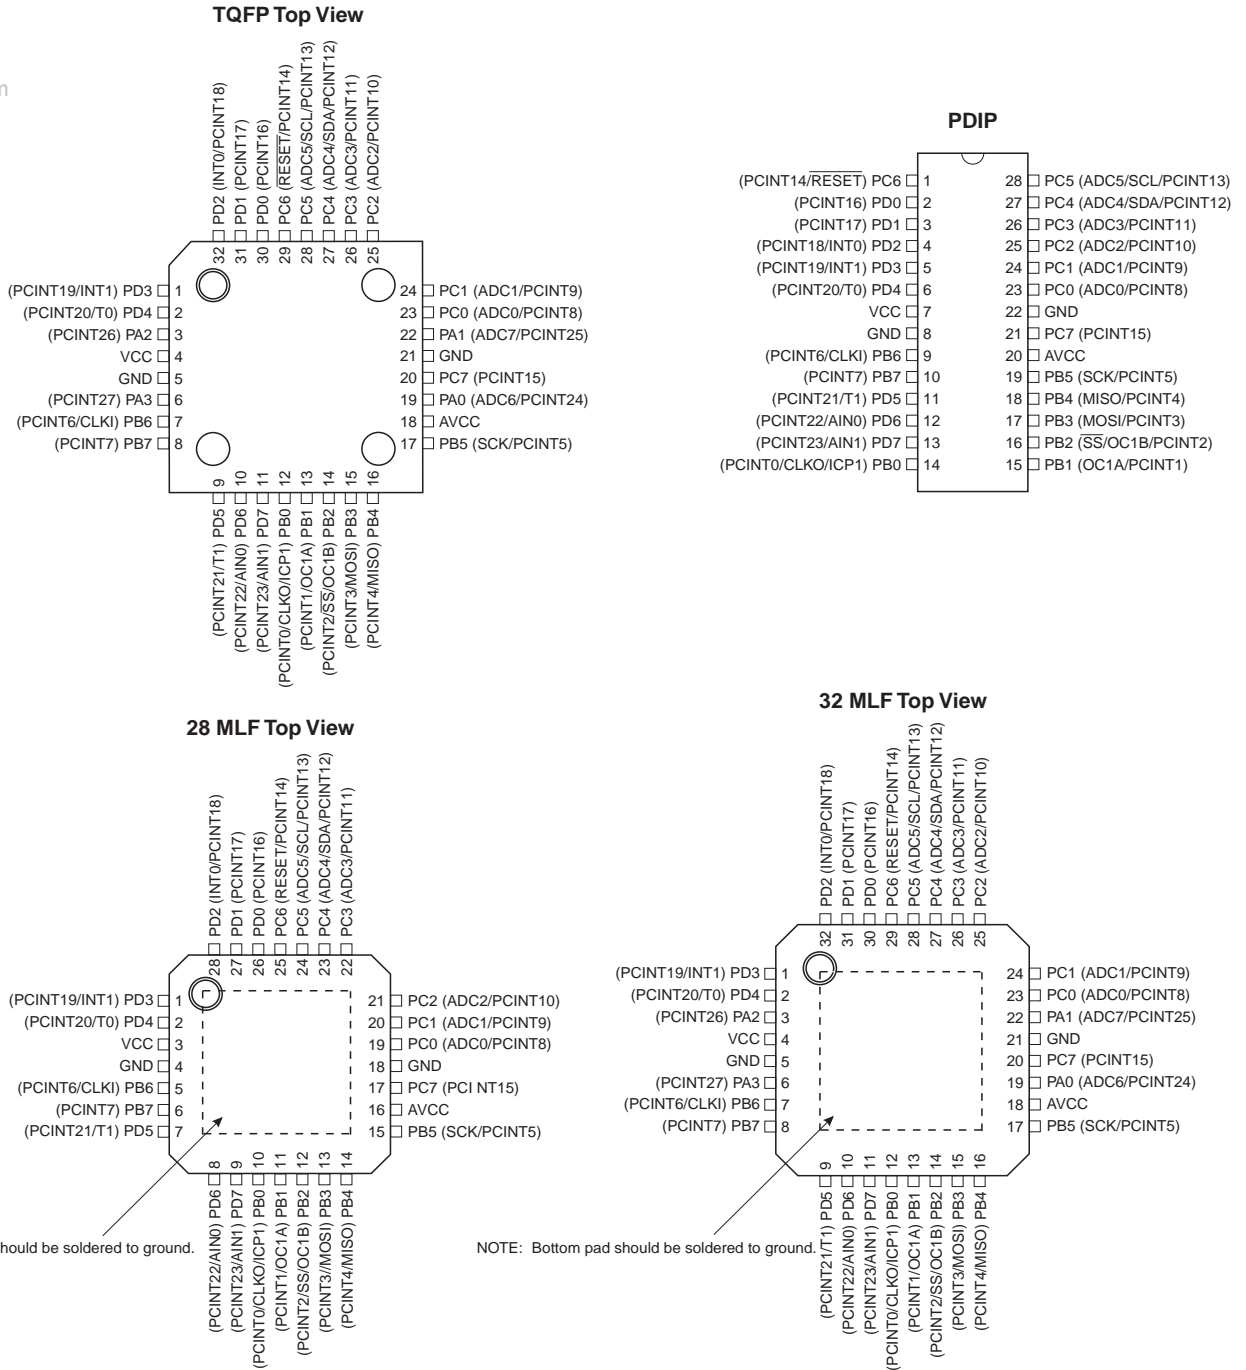 TQFP Top View
m
32 PD2 (INT0/PCINT18)
31 PD1 (PCINT17)
30 PD0 (PCINT16)
29 PC6 (RESET/PCINT14)
28 PC5 (ADC5/SCL/PCINT13)
27 PC4 (ADC4/SDA/PCINT12)
26 PC3 (ADC3/PCINT11)
25 PC2 (ADC2/PCINT10)
(PCINT19/INT1) PD3 1
(PCINT20/T0) PD4 2
(PCINT26) PA2 3
VCC 4
GND 5
(PCINT27) PA3 6
(PCINT6/CLKI) PB6 7
(PCINT7) PB7 8
24 PC1 (ADC1/PCINT9)
23 PC0 (ADC0/PCINT8)
22 PA1 (ADC7/PCINT25)
21 GND
20 PC7 (PCINT15)
19 PA0 (ADC6/PCINT24)
18 AVCC
17 PB5 (SCK/PCINT5)
(PCINT21/T1) PD5 9
(PCINT22/AIN0) PD6 10
(PCINT23/AIN1) PD7 11
(PCINT0/CLKO/ICP1) PB0 12
(PCINT1/OC1A) PB1 13
(PCINT2/SS/OC1B) PB2 14
(PCINT3/MOSI) PB3 15
(PCINT4/MISO) PB4 16
PDIP
(PCINT14/RESET) PC6 1
(PCINT16) PD0 2
(PCINT17) PD1 3
(PCINT18/INT0) PD2 4
(PCINT19/INT1) PD3 5
(PCINT20/T0) PD4 6
VCC 7
GND 8
(PCINT6/CLKI) PB6 9
(PCINT7) PB7 10
(PCINT21/T1) PD5 11
(PCINT22/AIN0) PD6 12
(PCINT23/AIN1) PD7 13
(PCINT0/CLKO/ICP1) PB0 14
28 PC5 (ADC5/SCL/PCINT13)
27 PC4 (ADC4/SDA/PCINT12)
26 PC3 (ADC3/PCINT11)
25 PC2 (ADC2/PCINT10)
24 PC1 (ADC1/PCINT9)
23 PC0 (ADC0/PCINT8)
22 GND
21 PC7 (PCINT15)
20 AVCC
19 PB5 (SCK/PCINT5)
18 PB4 (MISO/PCINT4)
17 PB3 (MOSI/PCINT3)
16 PB2 (SS/OC1B/PCINT2)
15 PB1 (OC1A/PCINT1)
28 MLF Top View
28 PD2 (INT0/PCINT18)
27 PD1 (PCINT17)
26 PD0 (PCINT16)
25 PC6 (RESET/PCINT14)
24 PC5 (ADC5/SCL/PCINT13)
23 PC4 (ADC4/SDA/PCINT12)
22 PC3 (ADC3/PCINT11)
(PCINT19/INT1) PD3 1
(PCINT20/T0) PD4 2
VCC 3
GND 4
(PCINT6/CLKI) PB6 5
(PCINT7) PB7 6
(PCINT21/T1) PD5 7
21 PC2 (ADC2/PCINT10)
20 PC1 (ADC1/PCINT9)
19 PC0 (ADC0/PCINT8)
18 GND
17 PC7 (PCI NT15)
16 AVCC
15 PB5 (SCK/PCINT5)
(PCINT22/AIN0) PD6 8
(PCINT23/AIN1) PD7 9
(PCINT0/CLKO/ICP1) PB0 10
(PCINT1/OC1A) PB1 11
(PCINT2/SS/OC1B) PB2 12
(PCINT3//MOSI) PB3 13
(PCINT4/MISO) PB4 14
hould be soldered to ground.
32 MLF Top View
32 PD2 (INT0/PCINT18)
31 PD1 (PCINT17)
30 PD0 (PCINT16)
29 PC6 (RESET/PCINT14)
28 PC5 (ADC5/SCL/PCINT13)
27 PC4 (ADC4/SDA/PCINT12)
26 PC3 (ADC3/PCINT11)
25 PC2 (ADC2/PCINT10)
(PCINT19/INT1) PD3 1
(PCINT20/T0) PD4 2
(PCINT26) PA2 3
VCC 4
GND 5
(PCINT27) PA3 6
(PCINT6/CLKI) PB6 7
(PCINT7) PB7 8
24 PC1 (ADC1/PCINT9)
23 PC0 (ADC0/PCINT8)
22 PA1 (ADC7/PCINT25)
21 GND
20 PC7 (PCINT15)
19 PA0 (ADC6/PCINT24)
18 AVCC
17 PB5 (SCK/PCINT5)
(PCINT21/T1) PD5 9
(PCINT22/AIN0) PD6 10
(PCINT23/AIN1) PD7 11
(PCINT0/CLKO/ICP1) PB0 12
(PCINT1/OC1A) PB1 13
(PCINT2/SS/OC1B) PB2 14
(PCINT3/MOSI) PB3 15
(PCINT4/MISO) PB4 16
NOTE: Bottom pad should be soldered to ground.